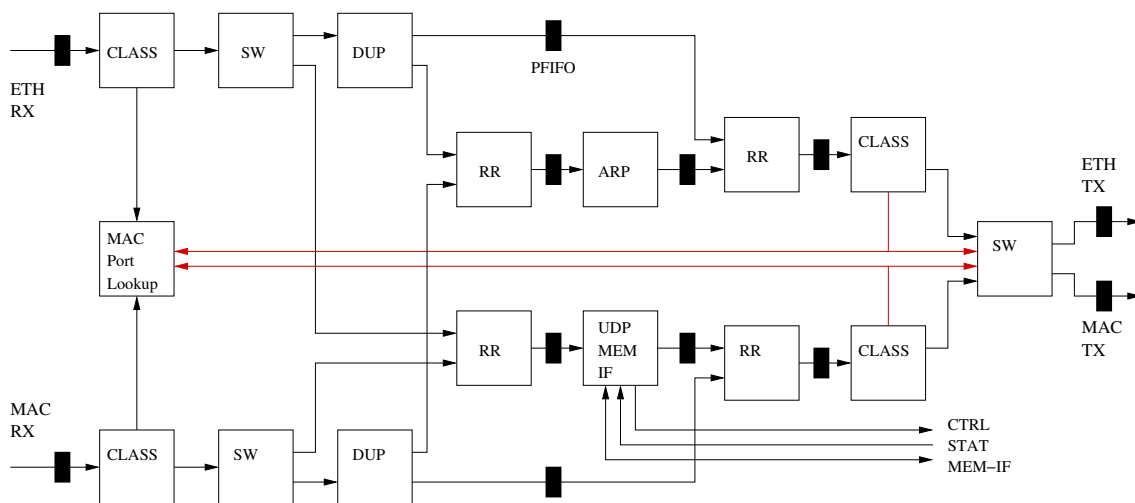 CLASS
SW
DUP
PFIFO
ETH
RX
RR
ARP
RR
CLASS
ETH
TX
MAC
Port
Lookup
SW
RR
UDP
MEM
IF
RR
CLASS
MAC
TX
MAC
RX
CLASS
SW
DUP
CTRL
STAT
MEM−IF